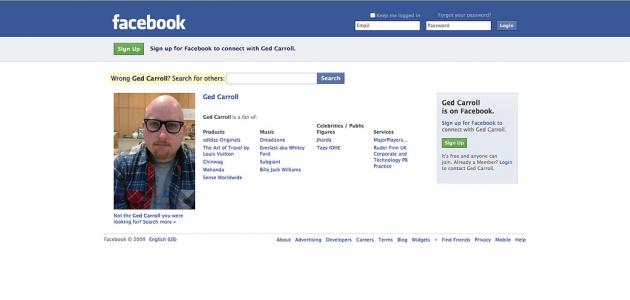 facebook
Keep me logged in
Forgot your password?
Email
Password
Login
Sign Up
Sign up for Facebook to connect with Ged Carroll.
Wrong Ged Carroll? Search for others:
Search
Ged Carroll
Ged Carroll is a fan of:
Products
adidas Originals
The Art of Travel by
Louis Vuitton
Chinwag
Wahanda
Sense Worldwide
Music
Dreadzone
Everlast aka Whitey
Ford
Subgiant
Billy Jack Williams
Celebrities / Public
Figures
Jharda
Tazy IOHE
Services
MajorPlayers...
Ruder Finn UK
Corporate and
Technology PR
Practice
Ged Carroll
is on Facebook.
Sign up for Facebook to
connect with Ged Carroll.
Sign Up
It's free and anyone can
join. Already a Member? Login
to contact Ged Carroll.
Not the Ged Carroll you were
looking for? Search more »
Facebook © 2009 English (US)
About Advertising Developers Careers Terms Blog Widgets • Find Friends Privacy Mobile Help